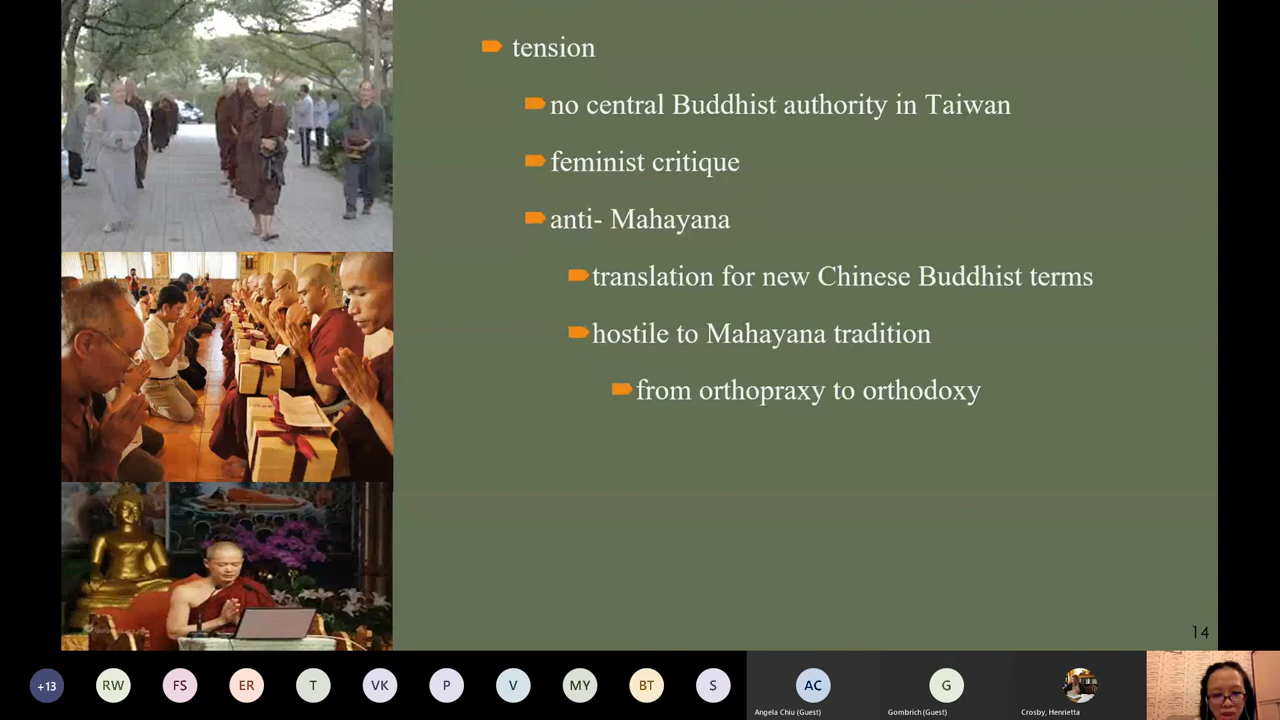 tension
no central Buddhist authority in Taiwan
feminist critique
anti- Mahayana
translation for new Chinese Buddhist terms
hostile to Mahayana tradition
from orthopraxy to orthodoxy
14
+13
RW
FS
ER
T
VK
P
V
MY
BT
S
AC
G
Angela Chiu (Guest)
Gombrich (Guest)
Crosby, Henrietta